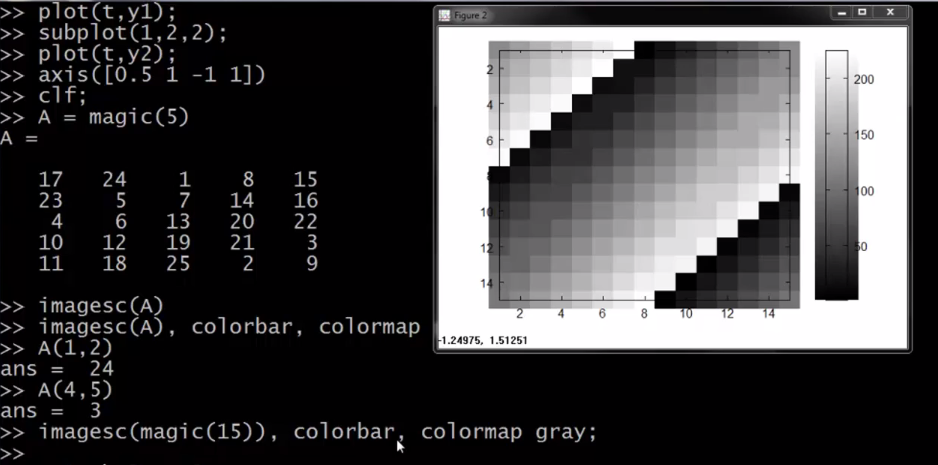 >> plot(t,y1);
>> subplot(1,2,2);
>> plot(t,y2);
>> axis([0.5 1 -1 1])
>> clf;
>> A = magic(5)
A =
17 24 1 8 15
23 5 7 14 16
4 6 13 20 22
10 12 19 21 3
11 18 25 2 9
>> imagesc(A)
>> imagesc(A), colorbar, colormap
>> A(1,2)
ans = 24
>> A(4,5)
ans = 3
>> imagesc(magic(15)), colorbar, colormap gray;
>>
Figure 2
2
4
6
8
10
12
14
2 4 6 8 10 12 14
200
150
100
50
-1.24975, 1.51251